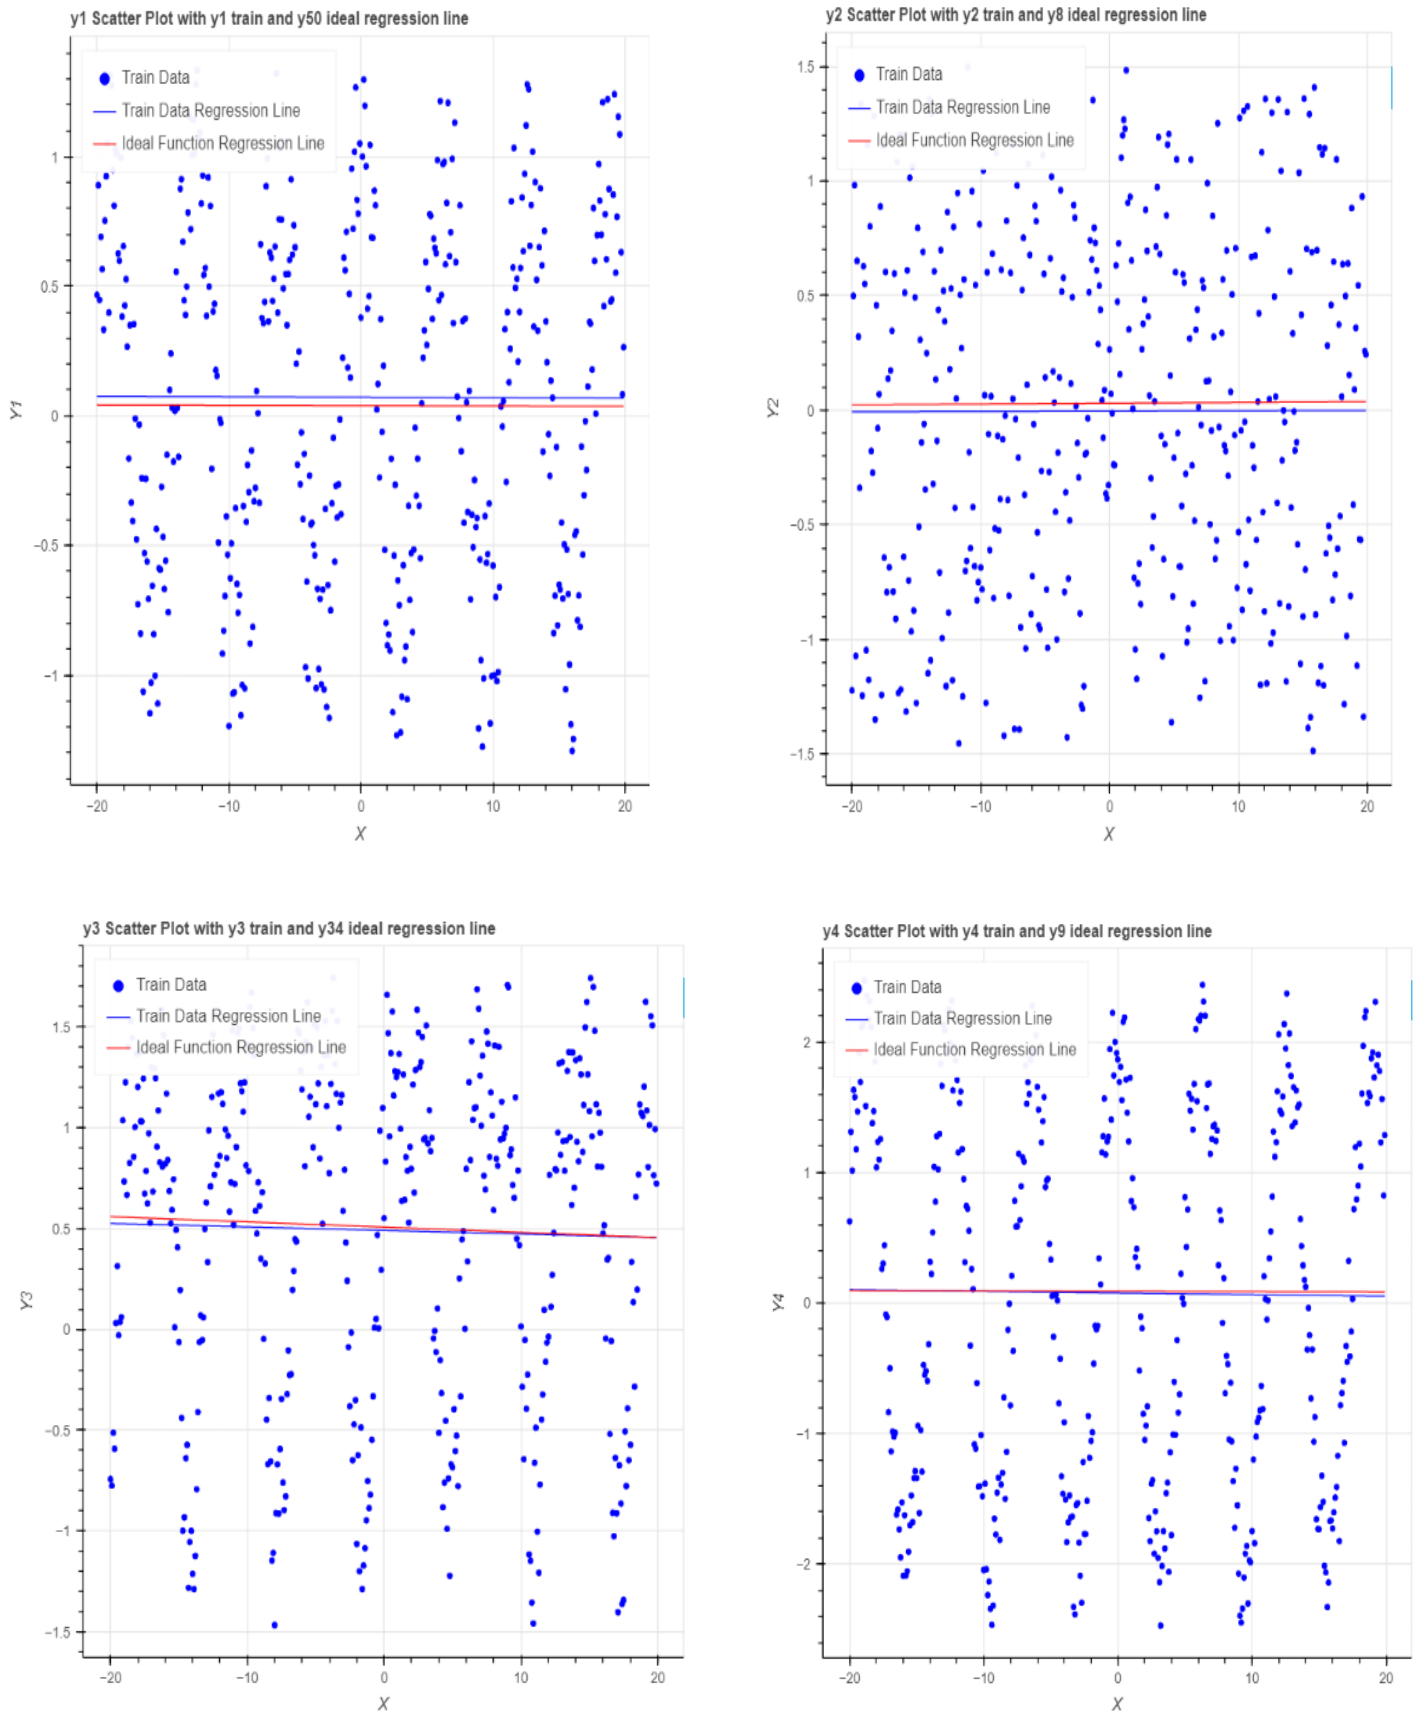 y1 Scatter Plot with y1 train and y50 ideal regression line
Train Data
Train Data Regression Line
Ideal Function Regression Line
1
0.5
0
−0.5
−1
Y1
−20
−10
0
10
20
X
y2 Scatter Plot with y2 train and y8 ideal regression line
Train Data
Train Data Regression Line
Ideal Function Regression Line
1.5
1
0.5
0
−0.5
−1
−1.5
Y2
−20
−10
0
10
20
X
y3 Scatter Plot with y3 train and y34 ideal regression line
Train Data
Train Data Regression Line
Ideal Function Regression Line
1.5
1
0.5
0
−0.5
−1
−1.5
Y3
−20
−10
0
10
20
X
y4 Scatter Plot with y4 train and y9 ideal regression line
Train Data
Train Data Regression Line
Ideal Function Regression Line
2
1
0
−1
−2
Y4
−20
−10
0
10
20
X